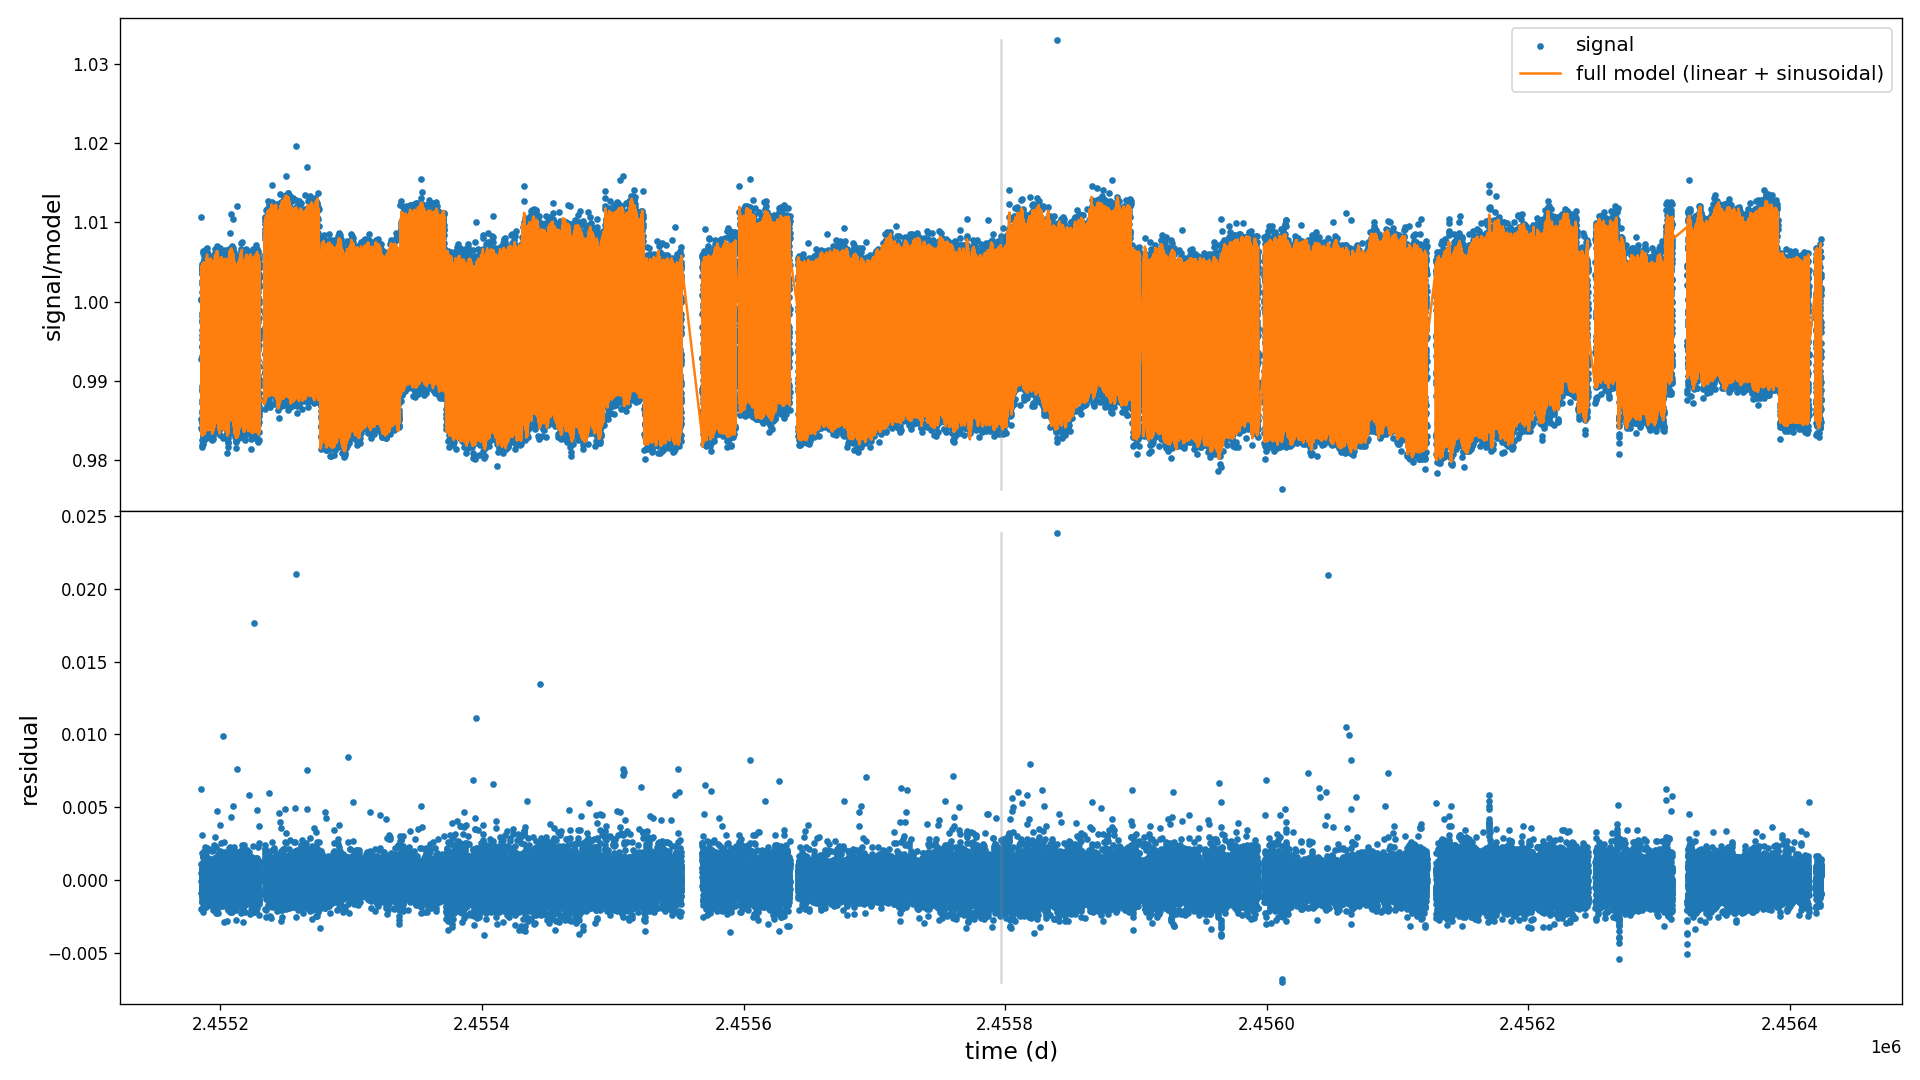 signal
full model (linear + sinusoidal)
signal/model
1.03
1.02
1.01
1.00
0.99
0.98
residual
0.025
0.020
0.015
0.010
0.005
0.000
−0.005
2.4552 2.4554 2.4556 2.4558 2.4560 2.4562 2.4564
1e6
time (d)